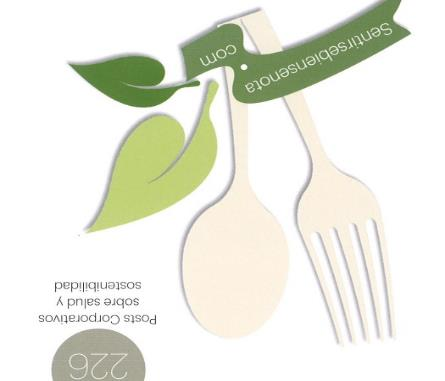 226
Posts Corporativos
sobre salud y
sostenibilidad
Sentirsebiensenota
com